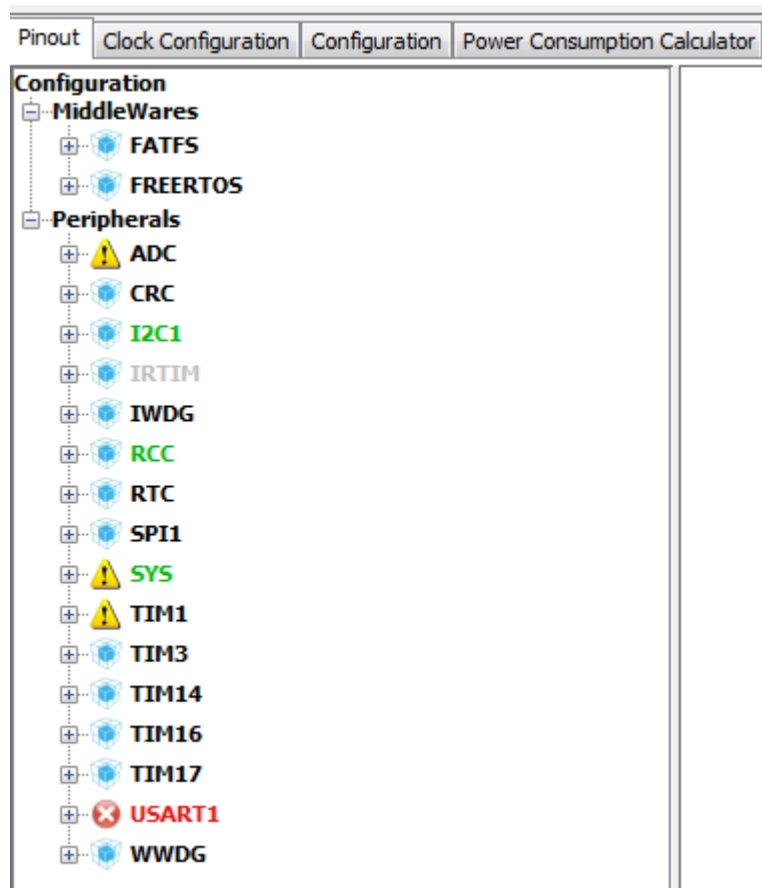 Pinout Clock Configuration Configuration Power Consumption Calculator
Configuration
MiddleWares
FATFS
FREERTOS
Peripherals
ADC
CRC
I2C1
IRTIM
IWDG
RCC
RTC
SPI1
SYS
TIM1
TIM3
TIM14
TIM16
TIM17
USART1
WWDG